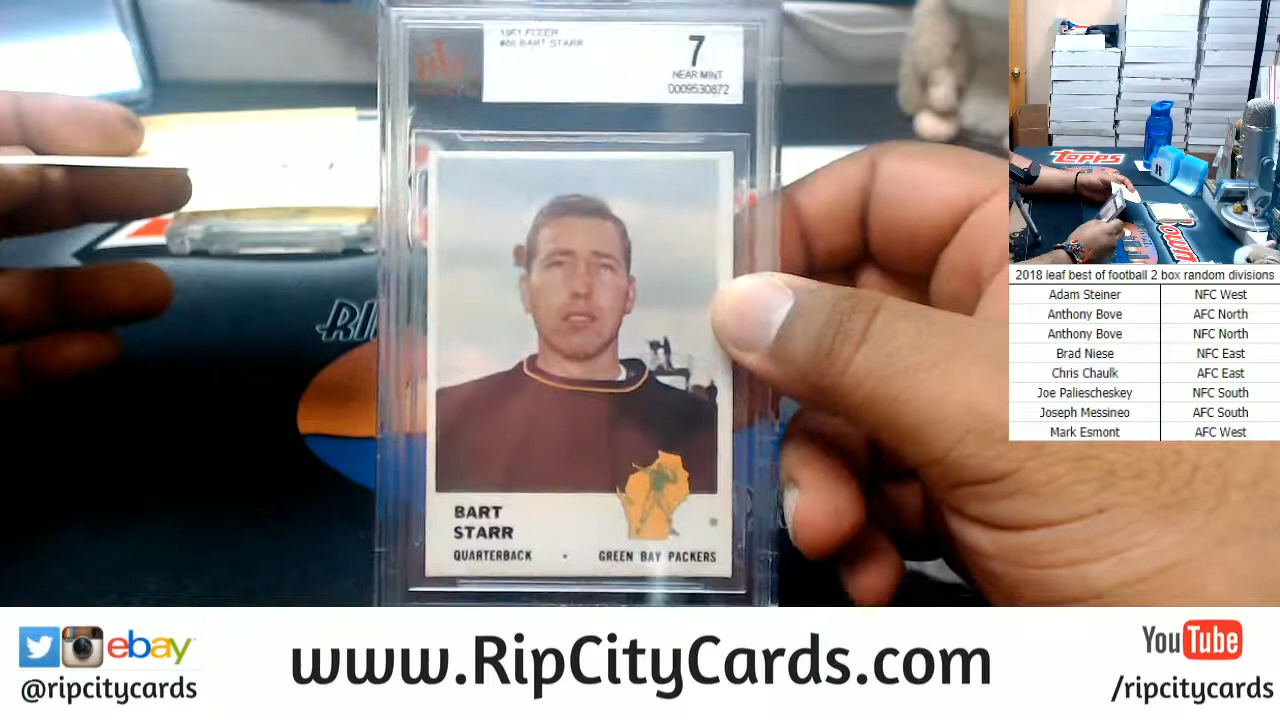 1961 FLEER
#88 BART STARR
7
NEAR MINT
0009530872
BART
STARR
QUARTERBACK
GREEN BAY PACKERS
TOPPS
2018 leaf best of football 2 box random divisions
Adam Steiner NFC West
Anthony Bove AFC North
Anthony Bove NFC North
Brad Niese NFC East
Chris Chaulk AFC East
Joe Paliescheskey NFC South
Joseph Messineo AFC South
Mark Esmont AFC West
ebay
@ripcitycards
www.RipCityCards.com
YouTube
/ripcitycards